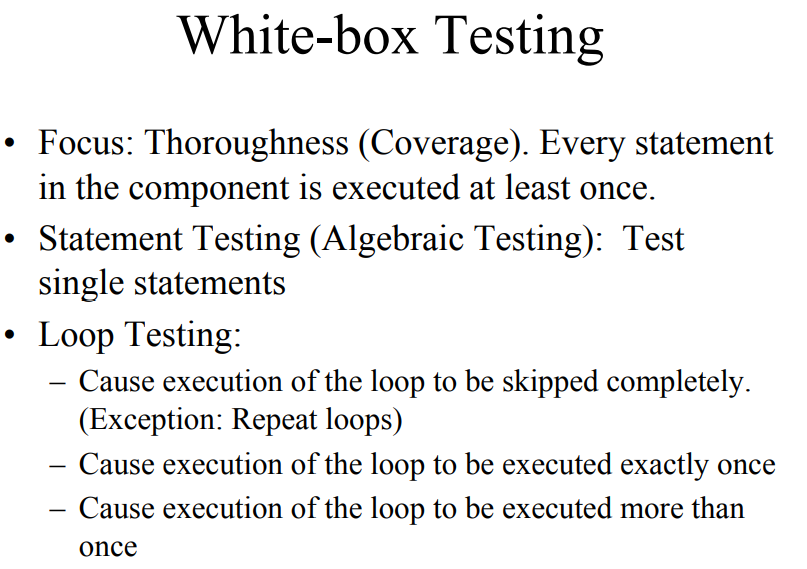 White-box Testing
• Focus: Thoroughness (Coverage). Every statement
in the component is executed at least once.
• Statement Testing (Algebraic Testing):  Test
single statements
• Loop Testing:
– Cause execution of the loop to be skipped completely.
(Exception: Repeat loops)
– Cause execution of the loop to be executed exactly once
– Cause execution of the loop to be executed more than
once